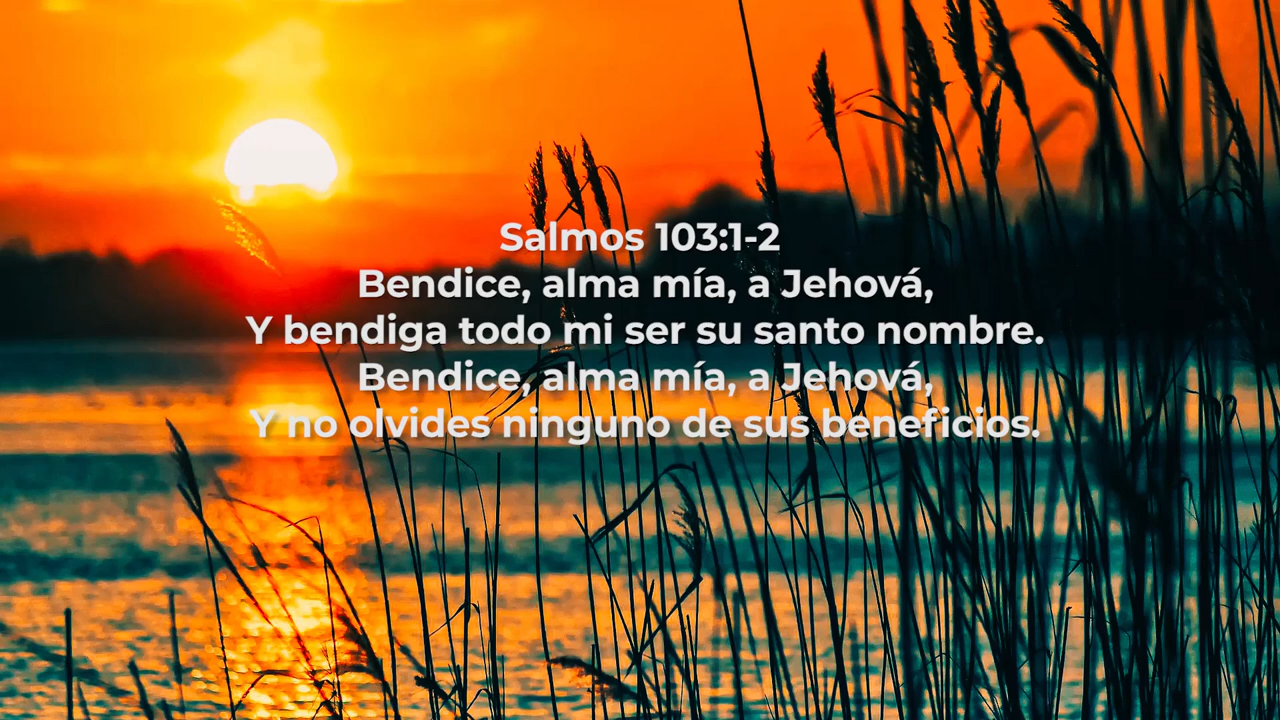 Salmos 103:1-2
Bendice, alma mía, a Jehová,
Y bendiga todo mi ser su santo nombre.
Bendice, alma mía, a Jehová,
Y no olvides ninguno de sus beneficios.